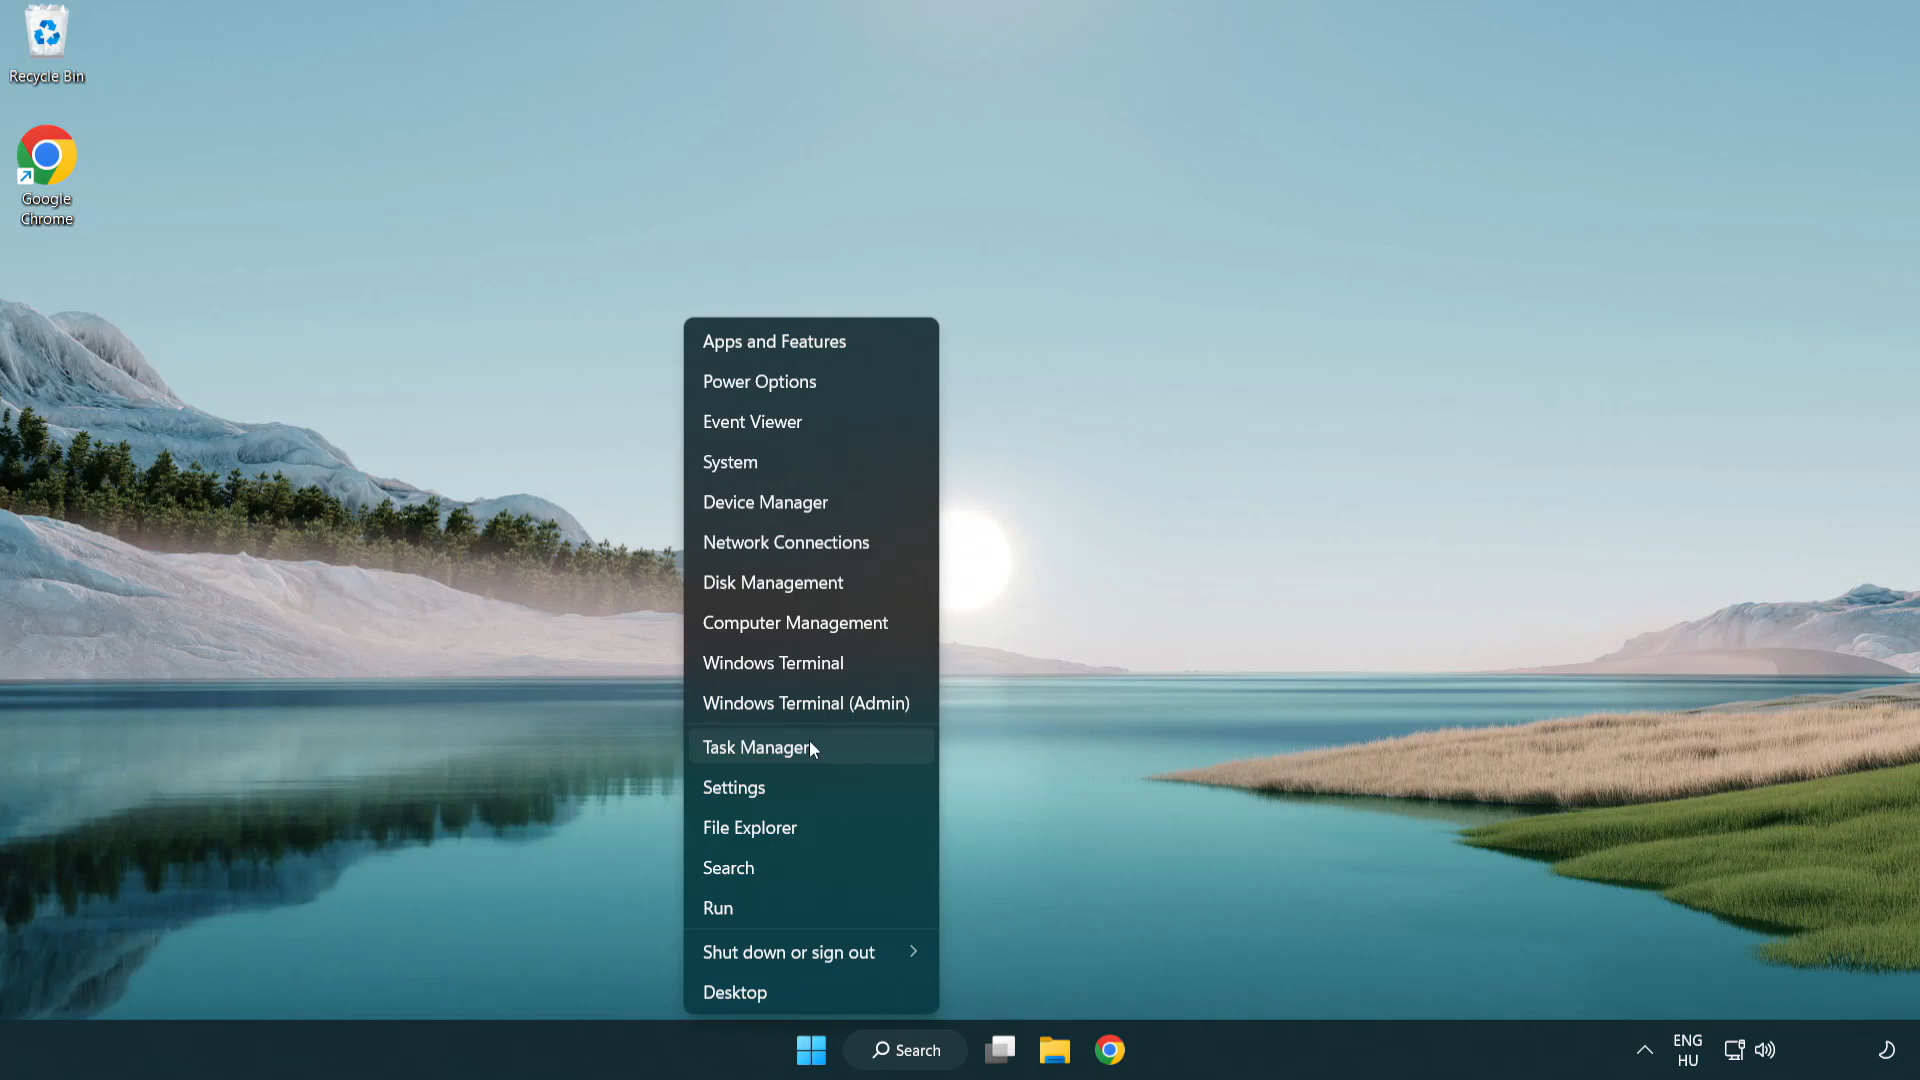 Recycle Bin
Google
Chrome
Apps and Features
Power Options
Event Viewer
System
Device Manager
Network Connections
Disk Management
Computer Management
Windows Terminal
Windows Terminal (Admin)
Task Manager
Settings
File Explorer
Search
Run
Shut down or sign out
Desktop
Search
ENG
HU